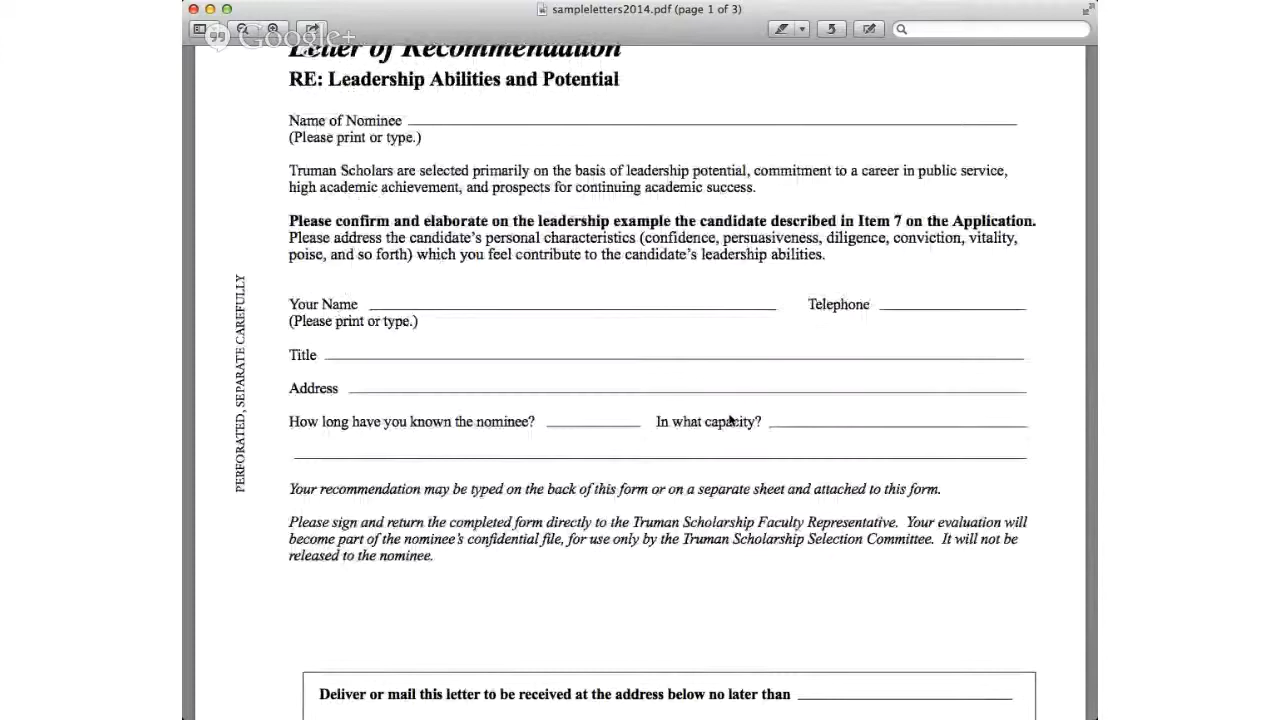 sampleletters2014.pdf (page 1 of 3)
Google+
Letter of Recommendation
RE: Leadership Abilities and Potential
Name of Nominee
(Please print or type.)
Truman Scholars are selected primarily on the basis of leadership potential, commitment to a career in public service,
high academic achievement, and prospects for continuing academic success.
Please confirm and elaborate on the leadership example the candidate described in Item 7 on the Application.
Please address the candidate's personal characteristics (confidence, persuasiveness, diligence, conviction, vitality,
poise, and so forth) which you feel contribute to the candidate's leadership abilities.
PERFORATED, SEPARATE CAREFULLY
Your Name Telephone
(Please print or type.)
Title
Address
How long have you known the nominee? In what capacity?
Your recommendation may be typed on the back of this form or on a separate sheet and attached to this form.
Please sign and return the completed form directly to the Truman Scholarship Faculty Representative. Your evaluation will
become part of the nominee's confidential file, for use only by the Truman Scholarship Selection Committee. It will not be
released to the nominee.
Deliver or mail this letter to be received at the address below no later than